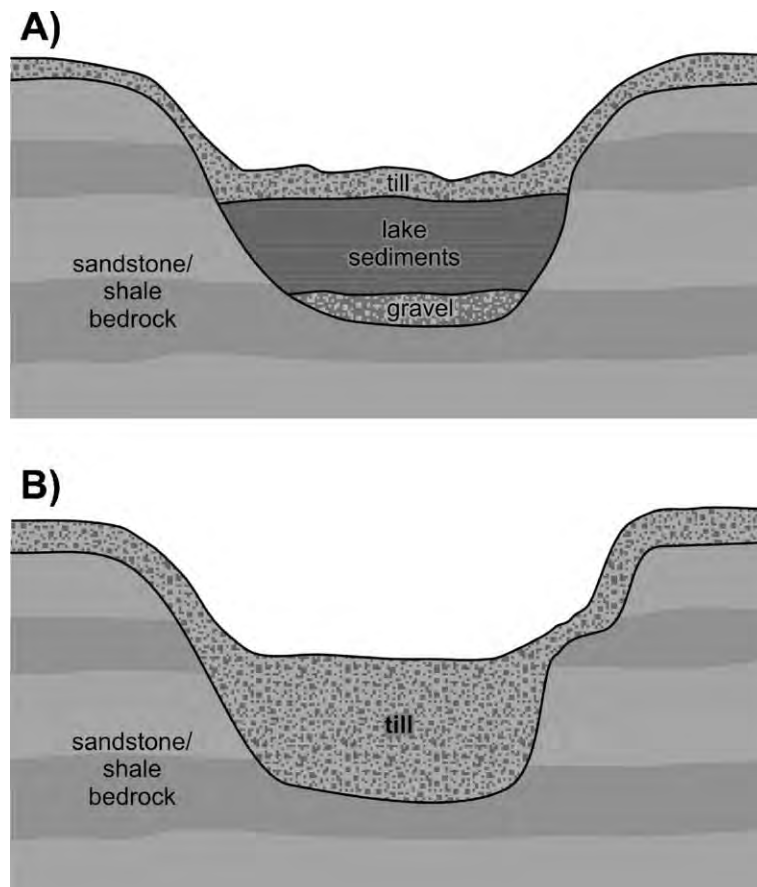 A)
till
lake
sediments
sandstone/
shale
bedrock
gravel
B)
till
sandstone/
shale
bedrock